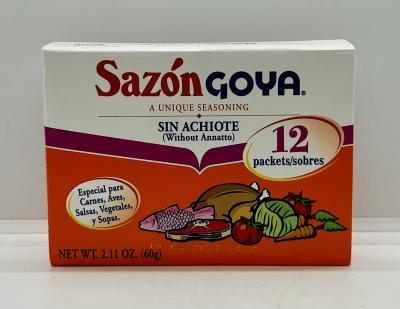 Sazón GOYA®
A UNIQUE SEASONING
SIN ACHIOTE
(Without Annatto)
12
packets/sobres
Especial para
Carnes, Aves,
Salsas, Vegetales,
y Sopas.
NET WT. 2.11 OZ. (60g)